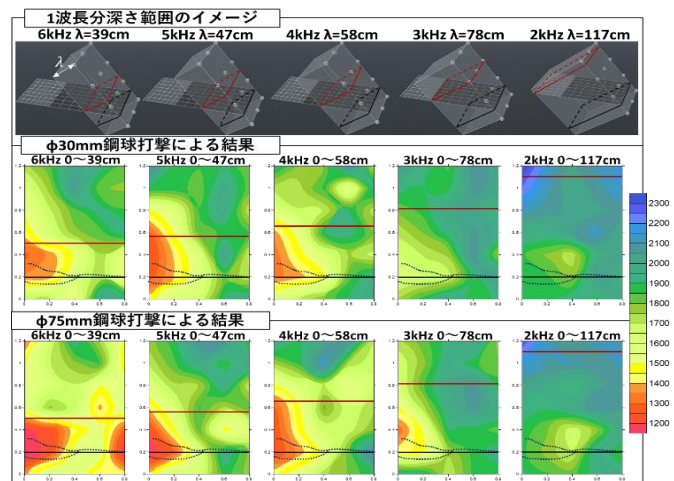 1波長分深さ範囲のイメージ
6kHz λ=39cm 5kHz λ=47cm 4kHz λ=58cm 3kHz λ=78cm 2kHz λ=117cm
λ
φ30mm鋼球打撃による結果
6kHz 0～39cm 5kHz 0～47cm 4kHz 0～58cm 3kHz 0～78cm 2kHz 0～117cm
φ75mm鋼球打撃による結果
6kHz 0～39cm 5kHz 0～47cm 4kHz 0～58cm 3kHz 0～78cm 2kHz 0～117cm
2300
2200
2100
2000
1900
1800
1700
1600
1500
1400
1300
1200